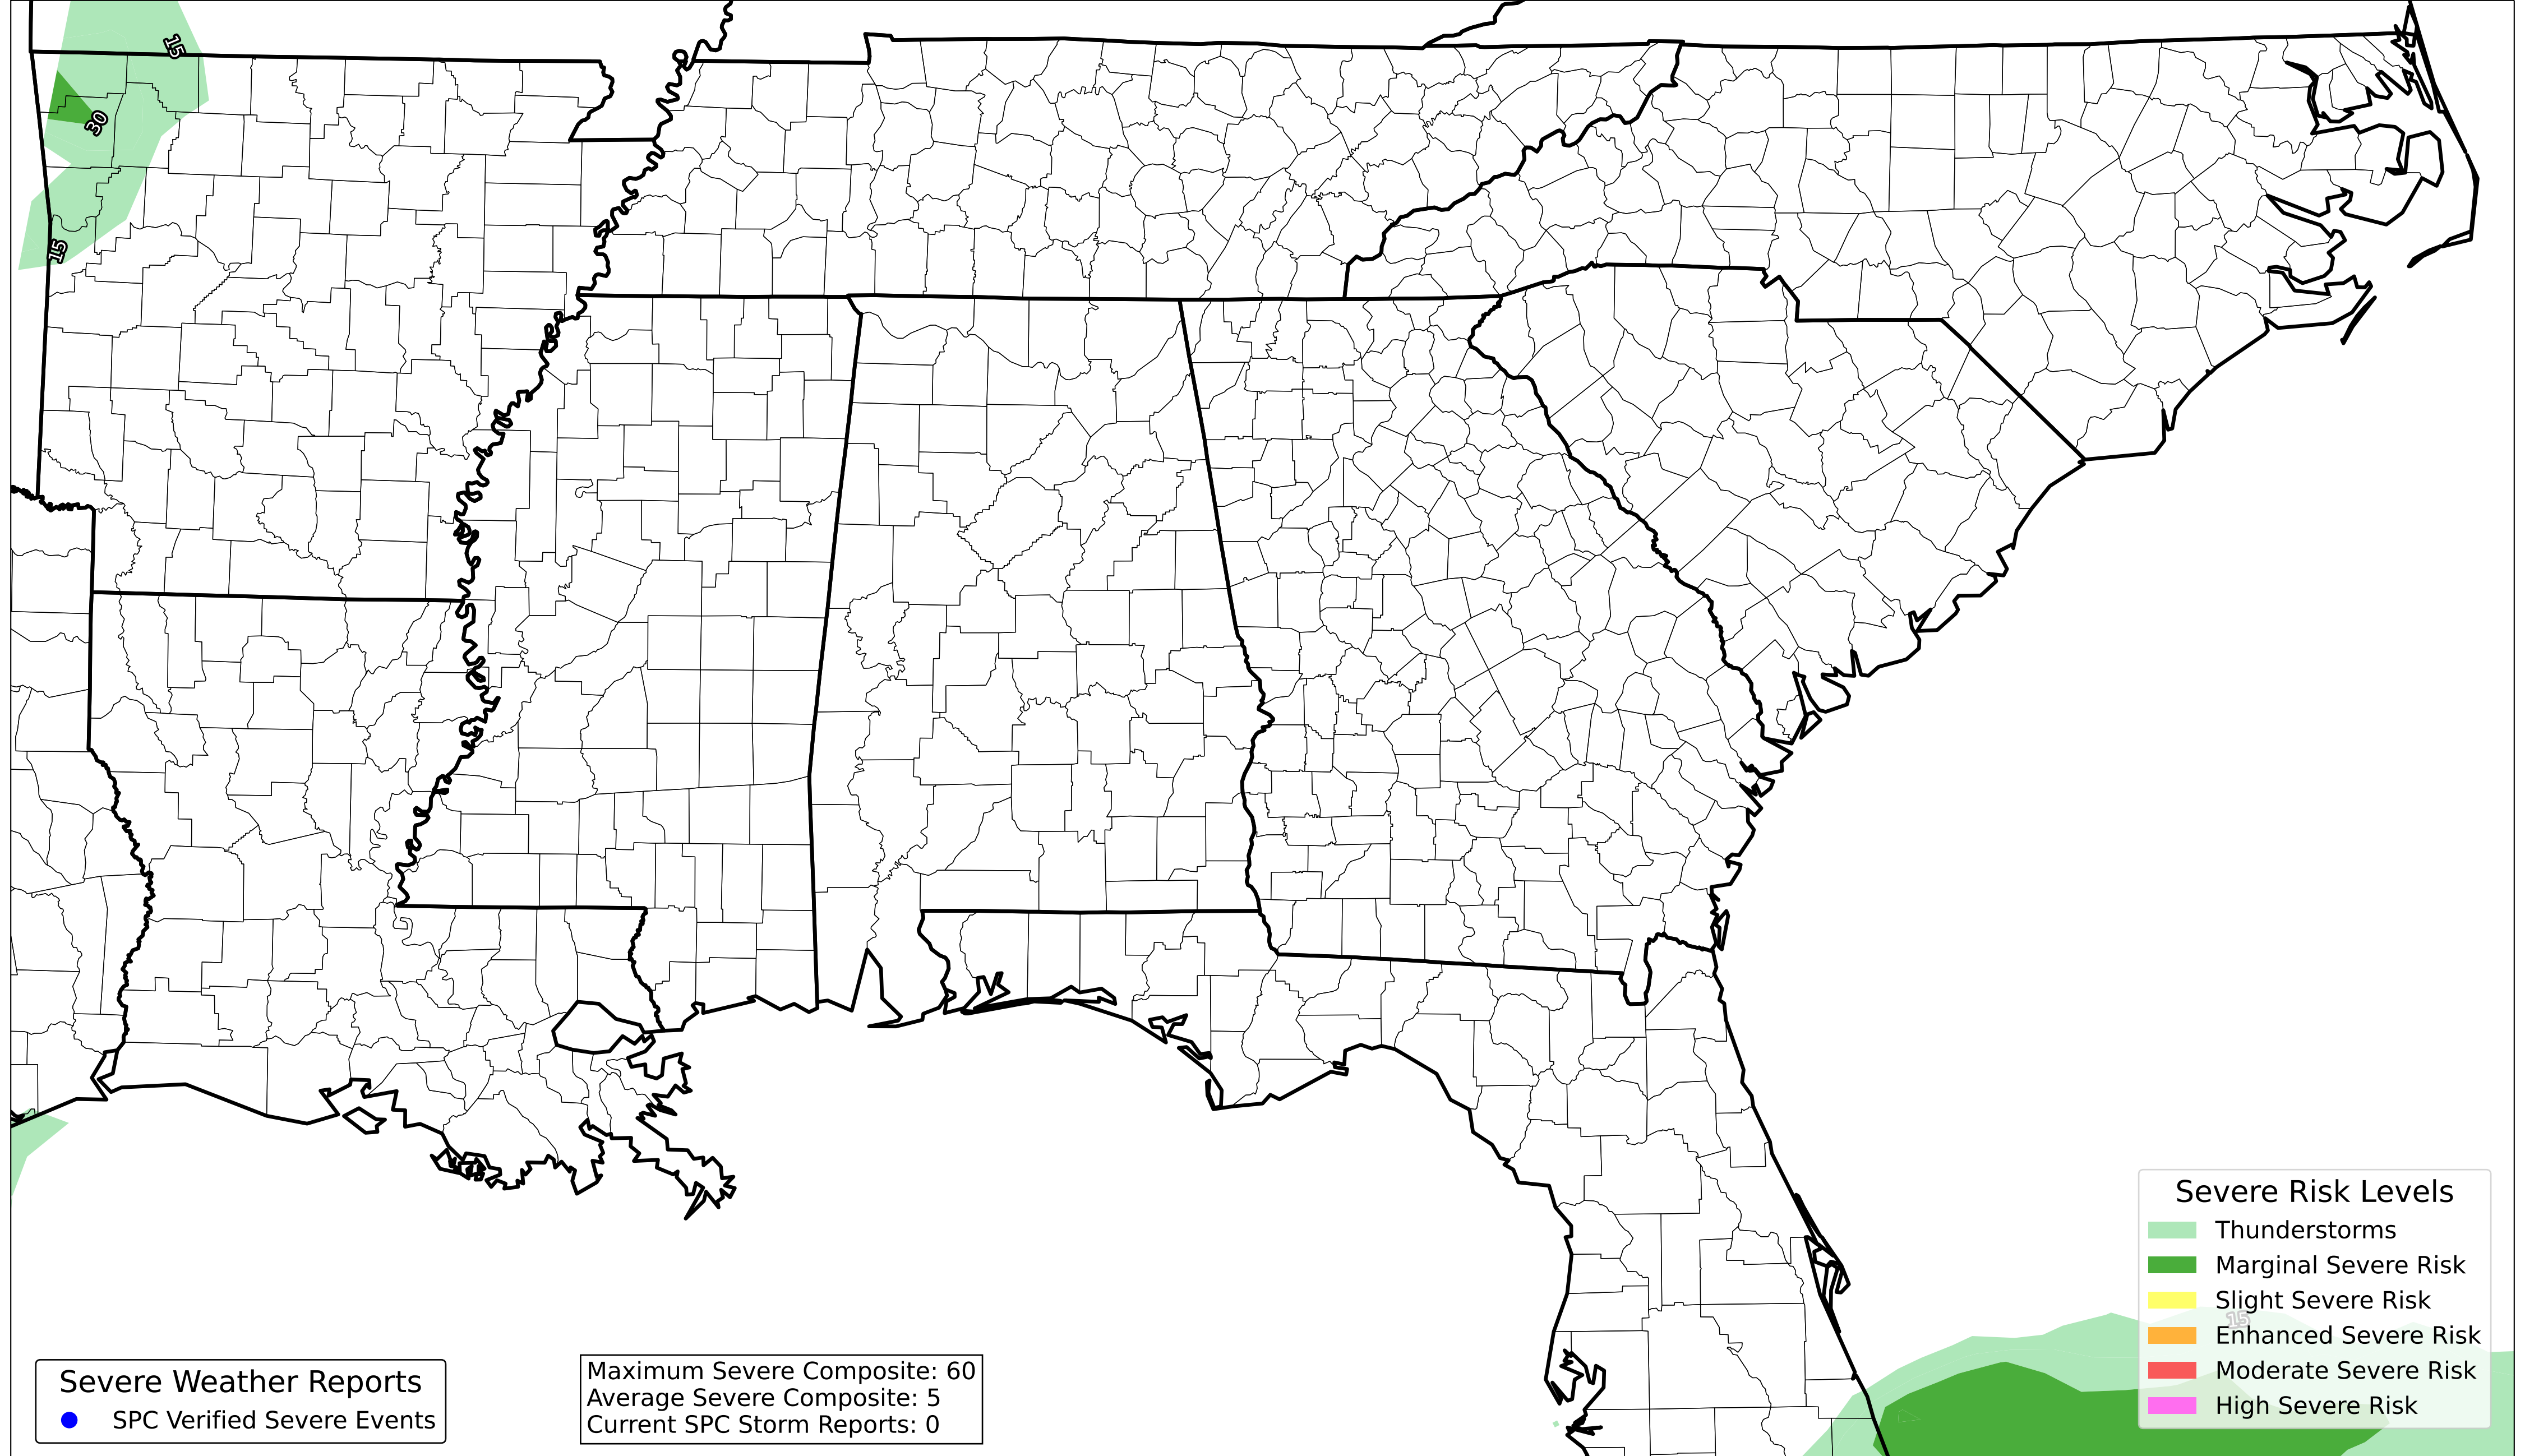 15
30
15
15
Severe Risk Levels
Thunderstorms
Marginal Severe Risk
Slight Severe Risk
Enhanced Severe Risk
Moderate Severe Risk
High Severe Risk
Severe Weather Reports
SPC Verified Severe Events
Maximum Severe Composite: 60
Average Severe Composite: 5
Current SPC Storm Reports: 0